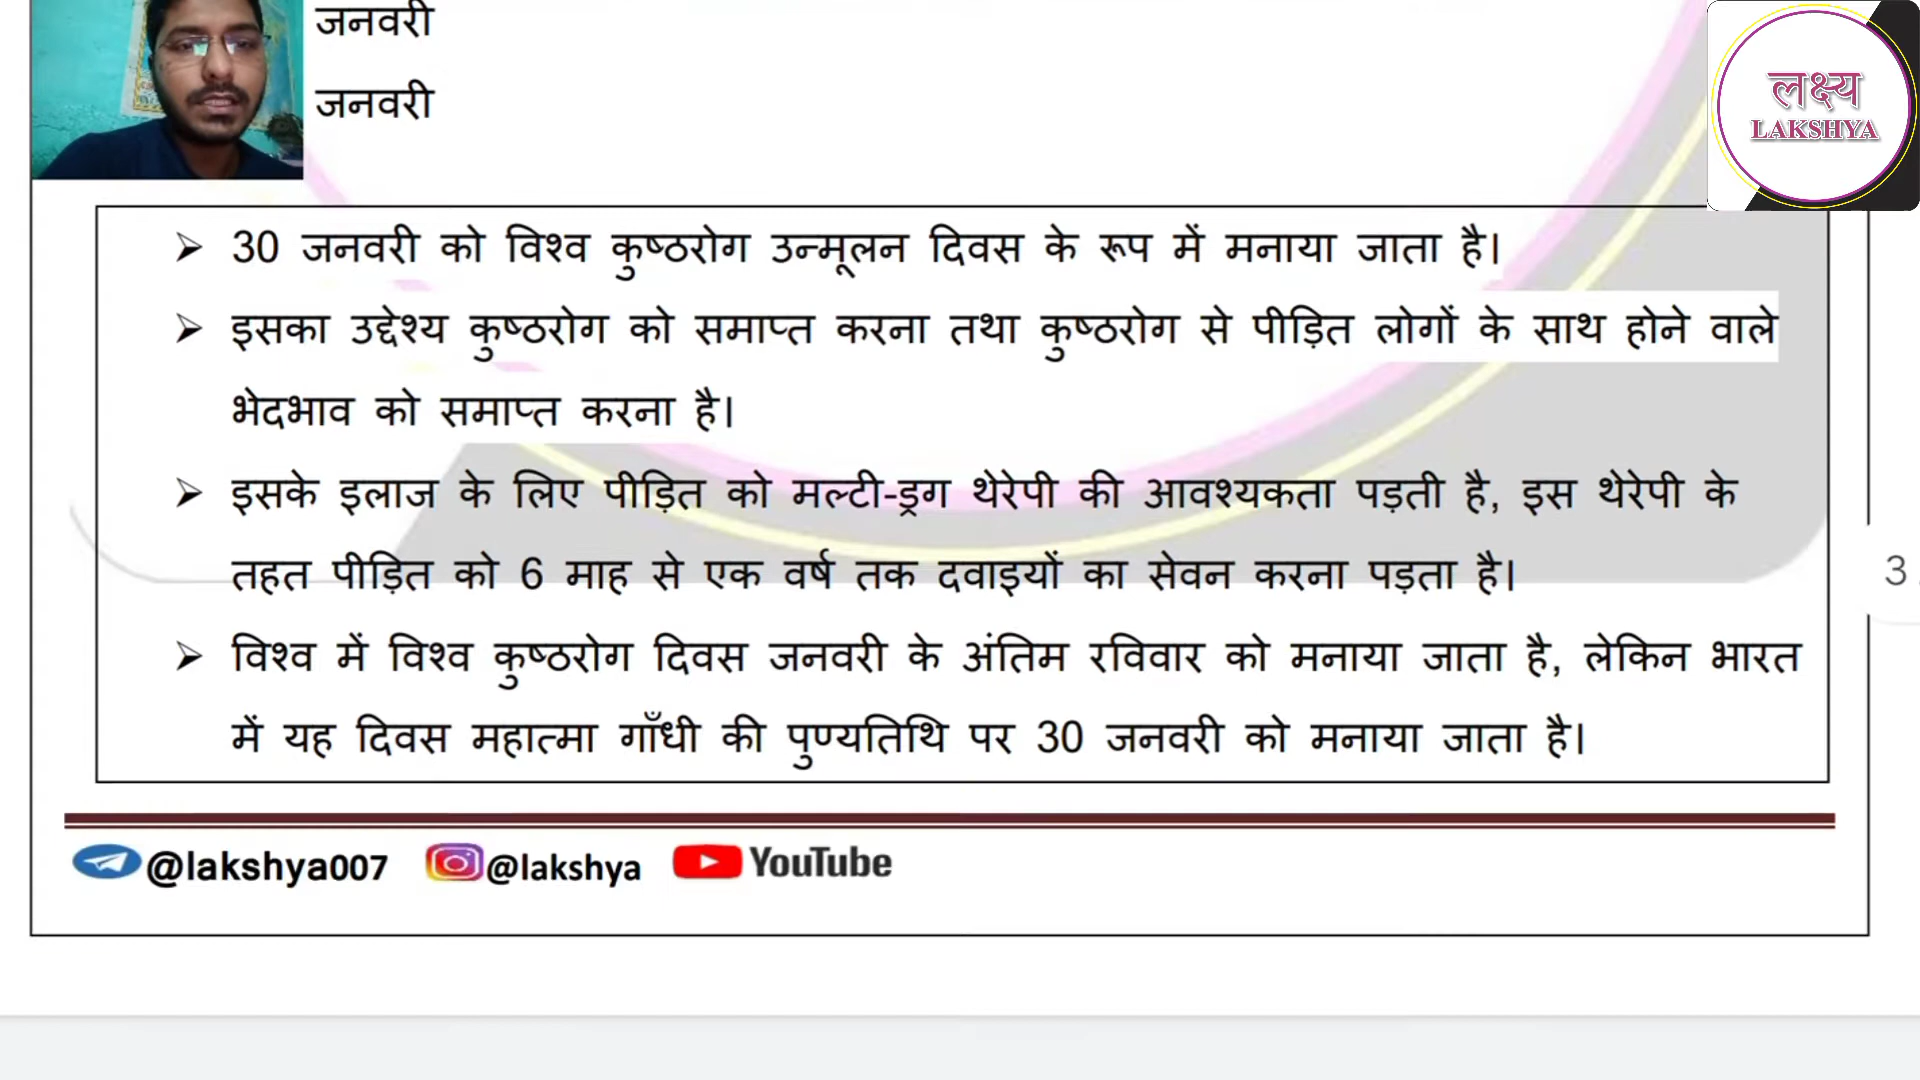 जनवरी
जनवरी
लक्ष्य
LAKSHYA
➢ 30 जनवरी को विश्व कुष्ठरोग उन्मूलन दिवस के रूप में मनाया जाता है।
➢ इसका उद्देश्य कुष्ठरोग को समाप्त करना तथा कुष्ठरोग से पीड़ित लोगों के साथ होने वाले
भेदभाव को समाप्त करना है।
➢ इसके इलाज के लिए पीड़ित को मल्टी-ड्रग थेरेपी की आवश्यकता पड़ती है, इस थेरेपी के
तहत पीड़ित को 6 माह से एक वर्ष तक दवाइयों का सेवन करना पड़ता है।
3
➢ विश्व में विश्व कुष्ठरोग दिवस जनवरी के अंतिम रविवार को मनाया जाता है, लेकिन भारत
में यह दिवस महात्मा गाँधी की पुण्यतिथि पर 30 जनवरी को मनाया जाता है।
@lakshya007 @lakshya YouTube